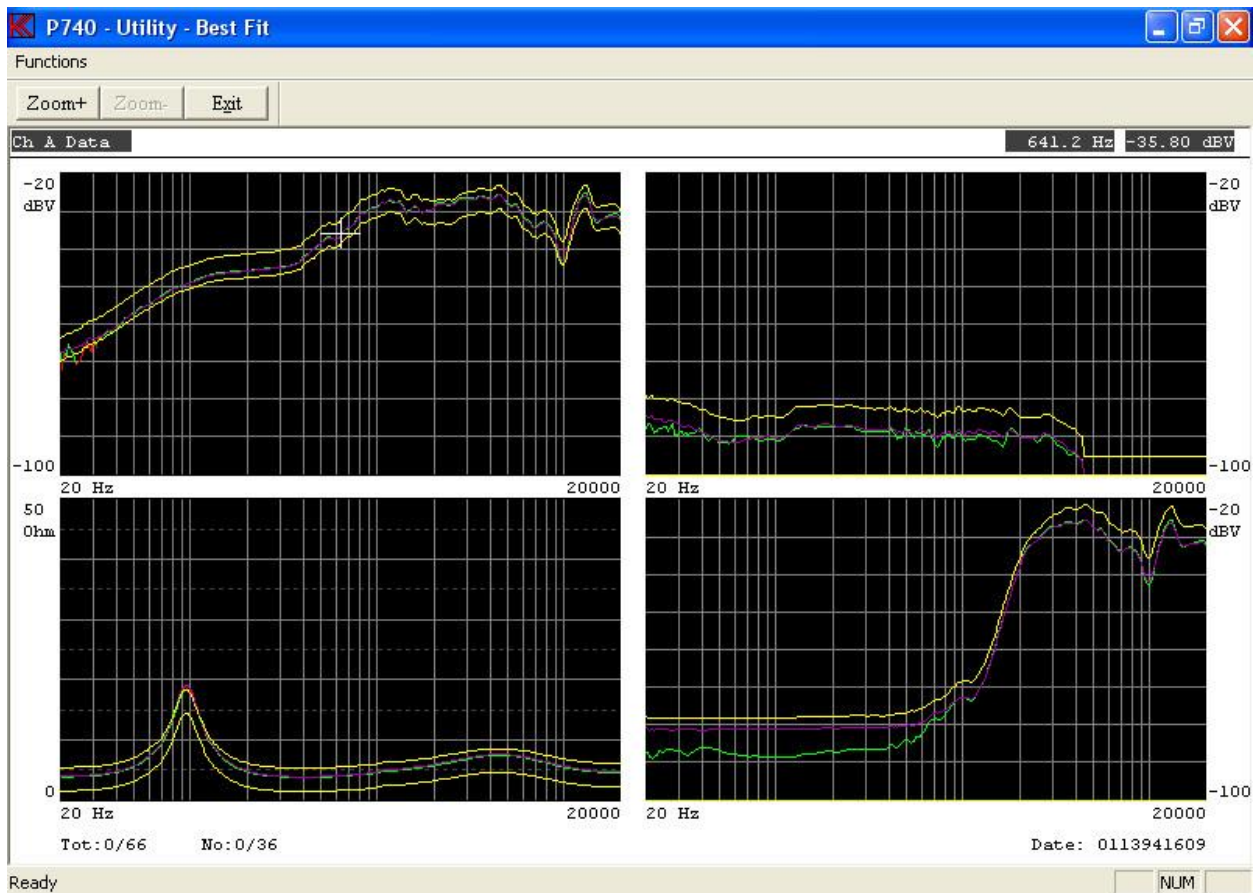 P740 - Utility - Best Fit
Functions
Zoom+ Zoom- Exit
Ch A Data 641.2 Hz -35.80 dBV
-20 -20
dBV dBV
-100 -100
20 Hz 20000 20 Hz 20000
50 -20
Ohm dBV
0 -100
20 Hz 20000 20 Hz 20000
Tot:0/66 No:0/36 Date: 0113941609
Ready NUM